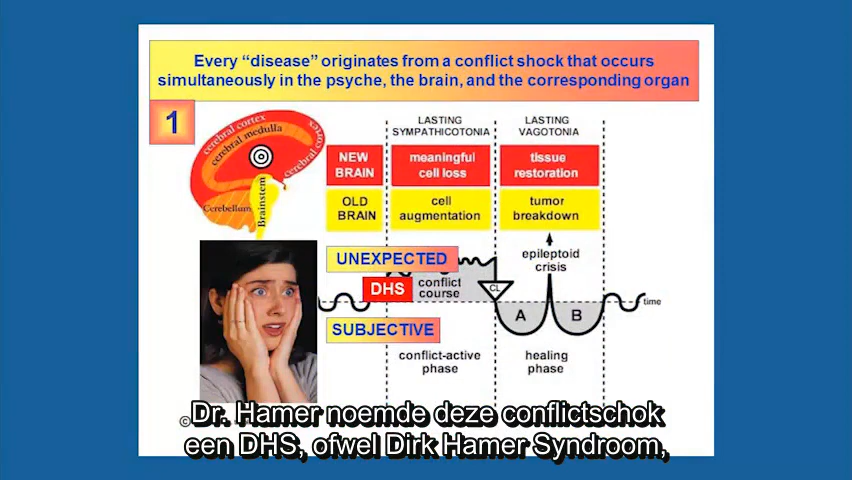 Every “disease” originates from a conflict shock that occurs
simultaneously in the psyche, the brain, and the corresponding organ
1
cerebral cortex
cerebral medulla
cerebral cortex
Cerebellum
Brainstem
LASTING
SYMPATHICOTONIA
LASTING
VAGOTONIA
NEW
BRAIN
meaningful
cell loss
tissue
restoration
OLD
BRAIN
cell
augmentation
tumor
breakdown
UNEXPECTED
epileptoid
crisis
DHS
conflict
course
CL
A
B
time
SUBJECTIVE
conflict-active
phase
healing
phase
©
Dr. Hamer noemde deze conflictschok
een DHS, ofwel Dirk Hamer Syndroom,